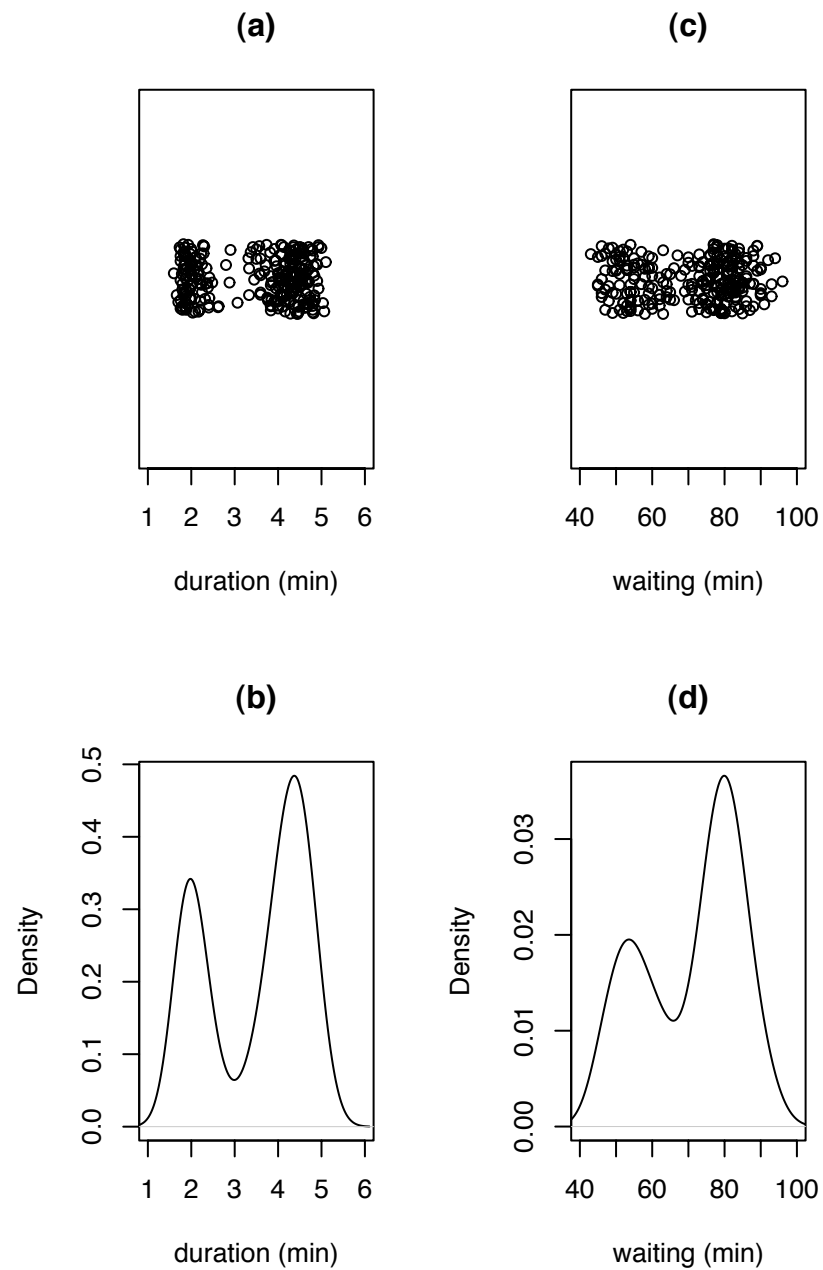 (a)
1 2 3 4 5 6
duration (min)
(c)
40 60 80 100
waiting (min)
(b)
Density
0.0 0.1 0.2 0.3 0.4 0.5
1 2 3 4 5 6
duration (min)
(d)
Density
0.00 0.01 0.02 0.03
40 60 80 100
waiting (min)